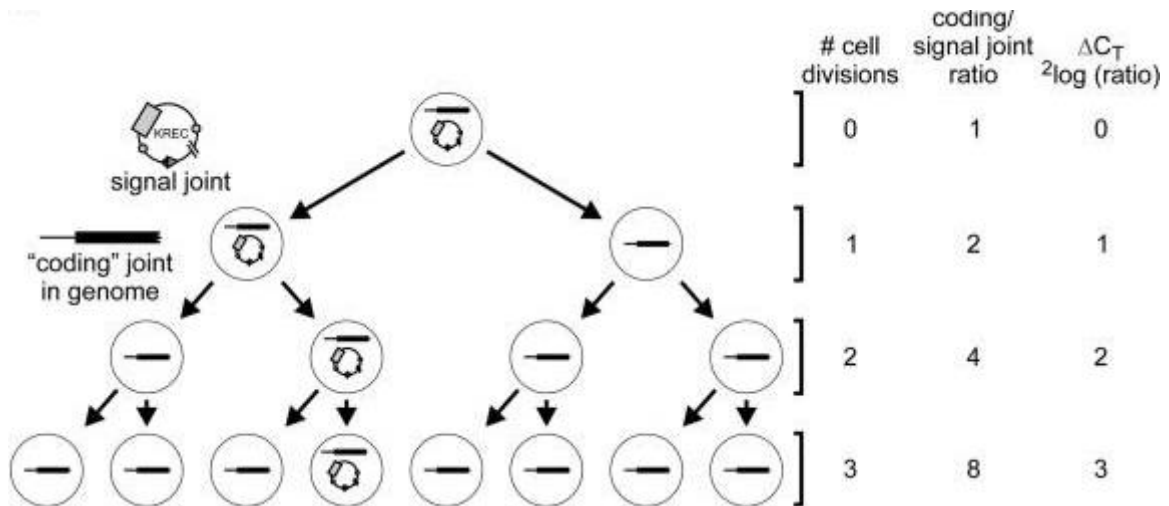 # cell
divisions
coding/
signal joint
ratio
ΔCT
²log (ratio)
0 1 0
KREC
signal joint
1 2 1
"coding" joint
in genome
2 4 2
3 8 3